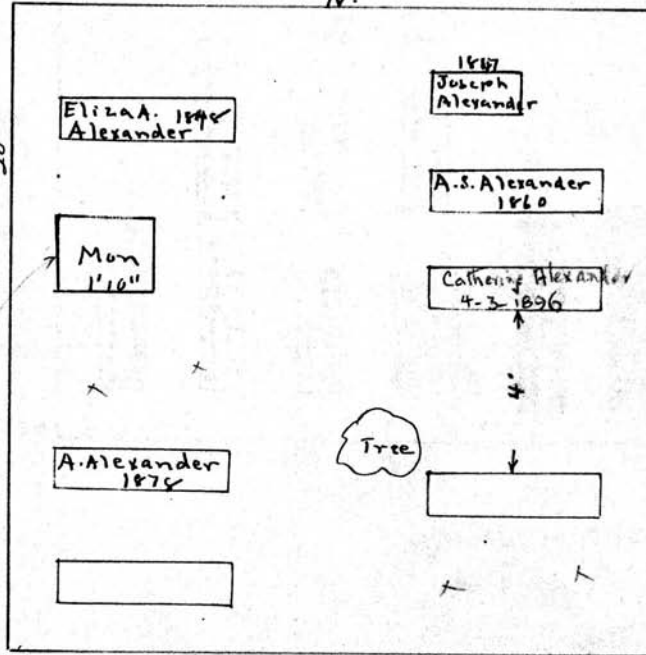 N.
Eliza A. 1848
Alexander
Mon
1'10"
A. Alexander
1878
1847
Joseph
Alexander
A.S. Alexander
1860
Catherine Alexander
4-3-1896
4'
Tree